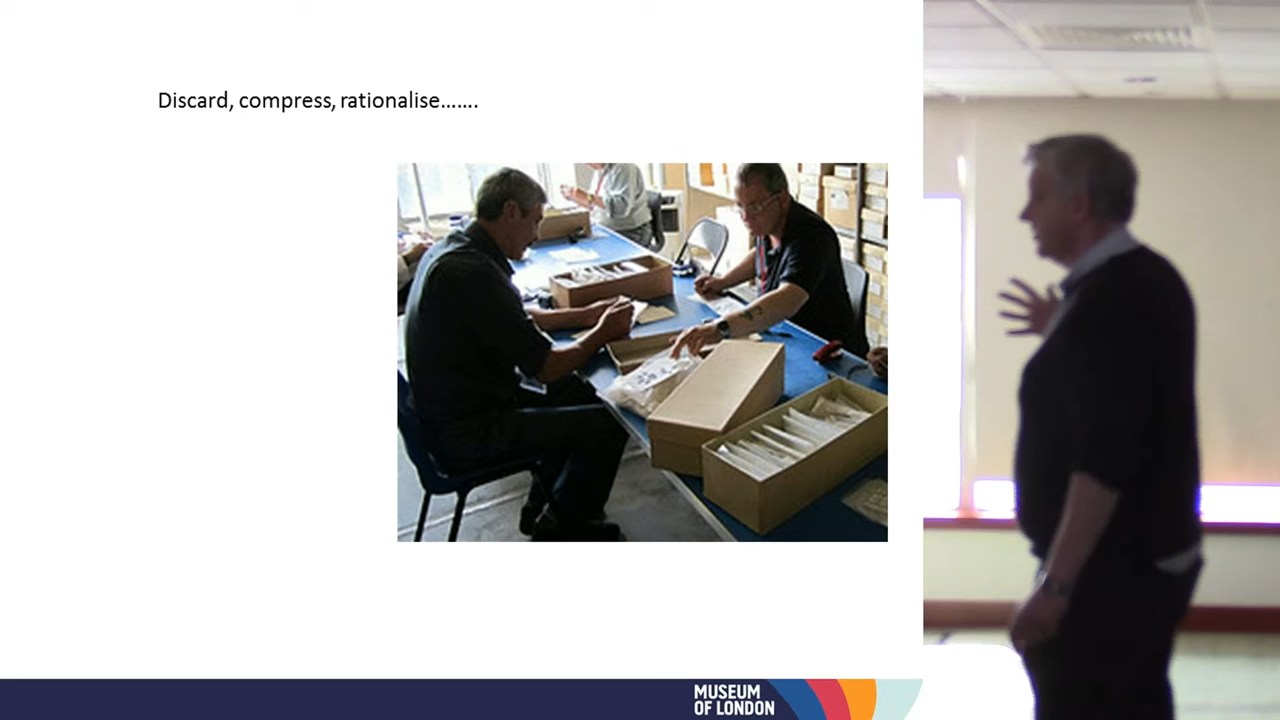 Discard, compress, rationalise.......
MUSEUM
OF LONDON